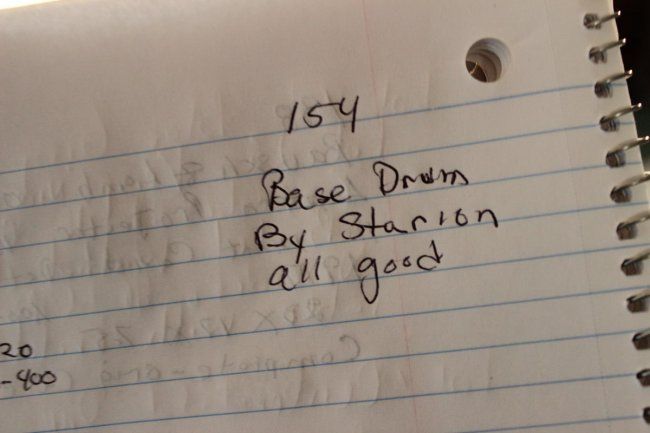 154
Base Drum
By Starion
all good
20
-400